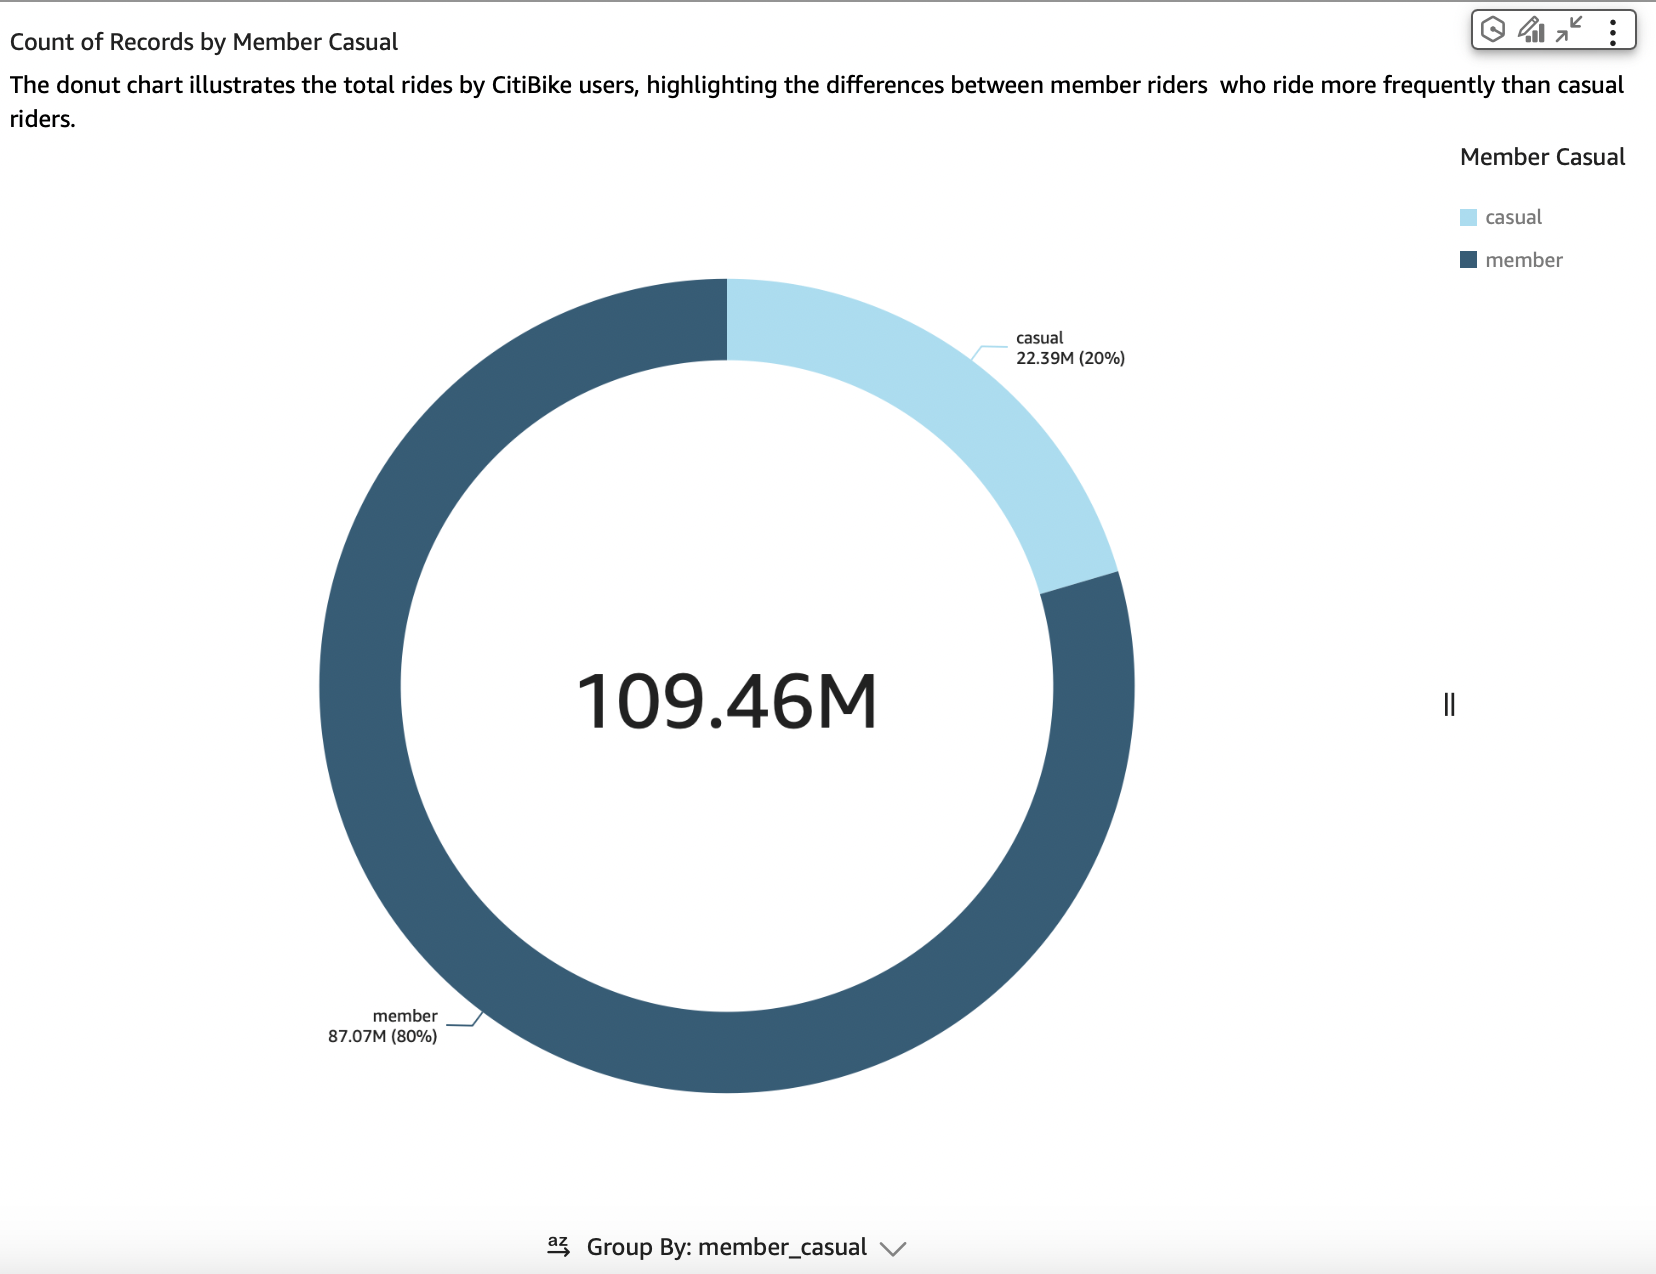 Count of Records by Member Casual
The donut chart illustrates the total rides by CitiBike users, highlighting the differences between member riders  who ride more frequently than casual
riders.
Member Casual
casual
member
casual
22.39M (20%)
109.46M
member
87.07M (80%)
az
Group By: member_casual